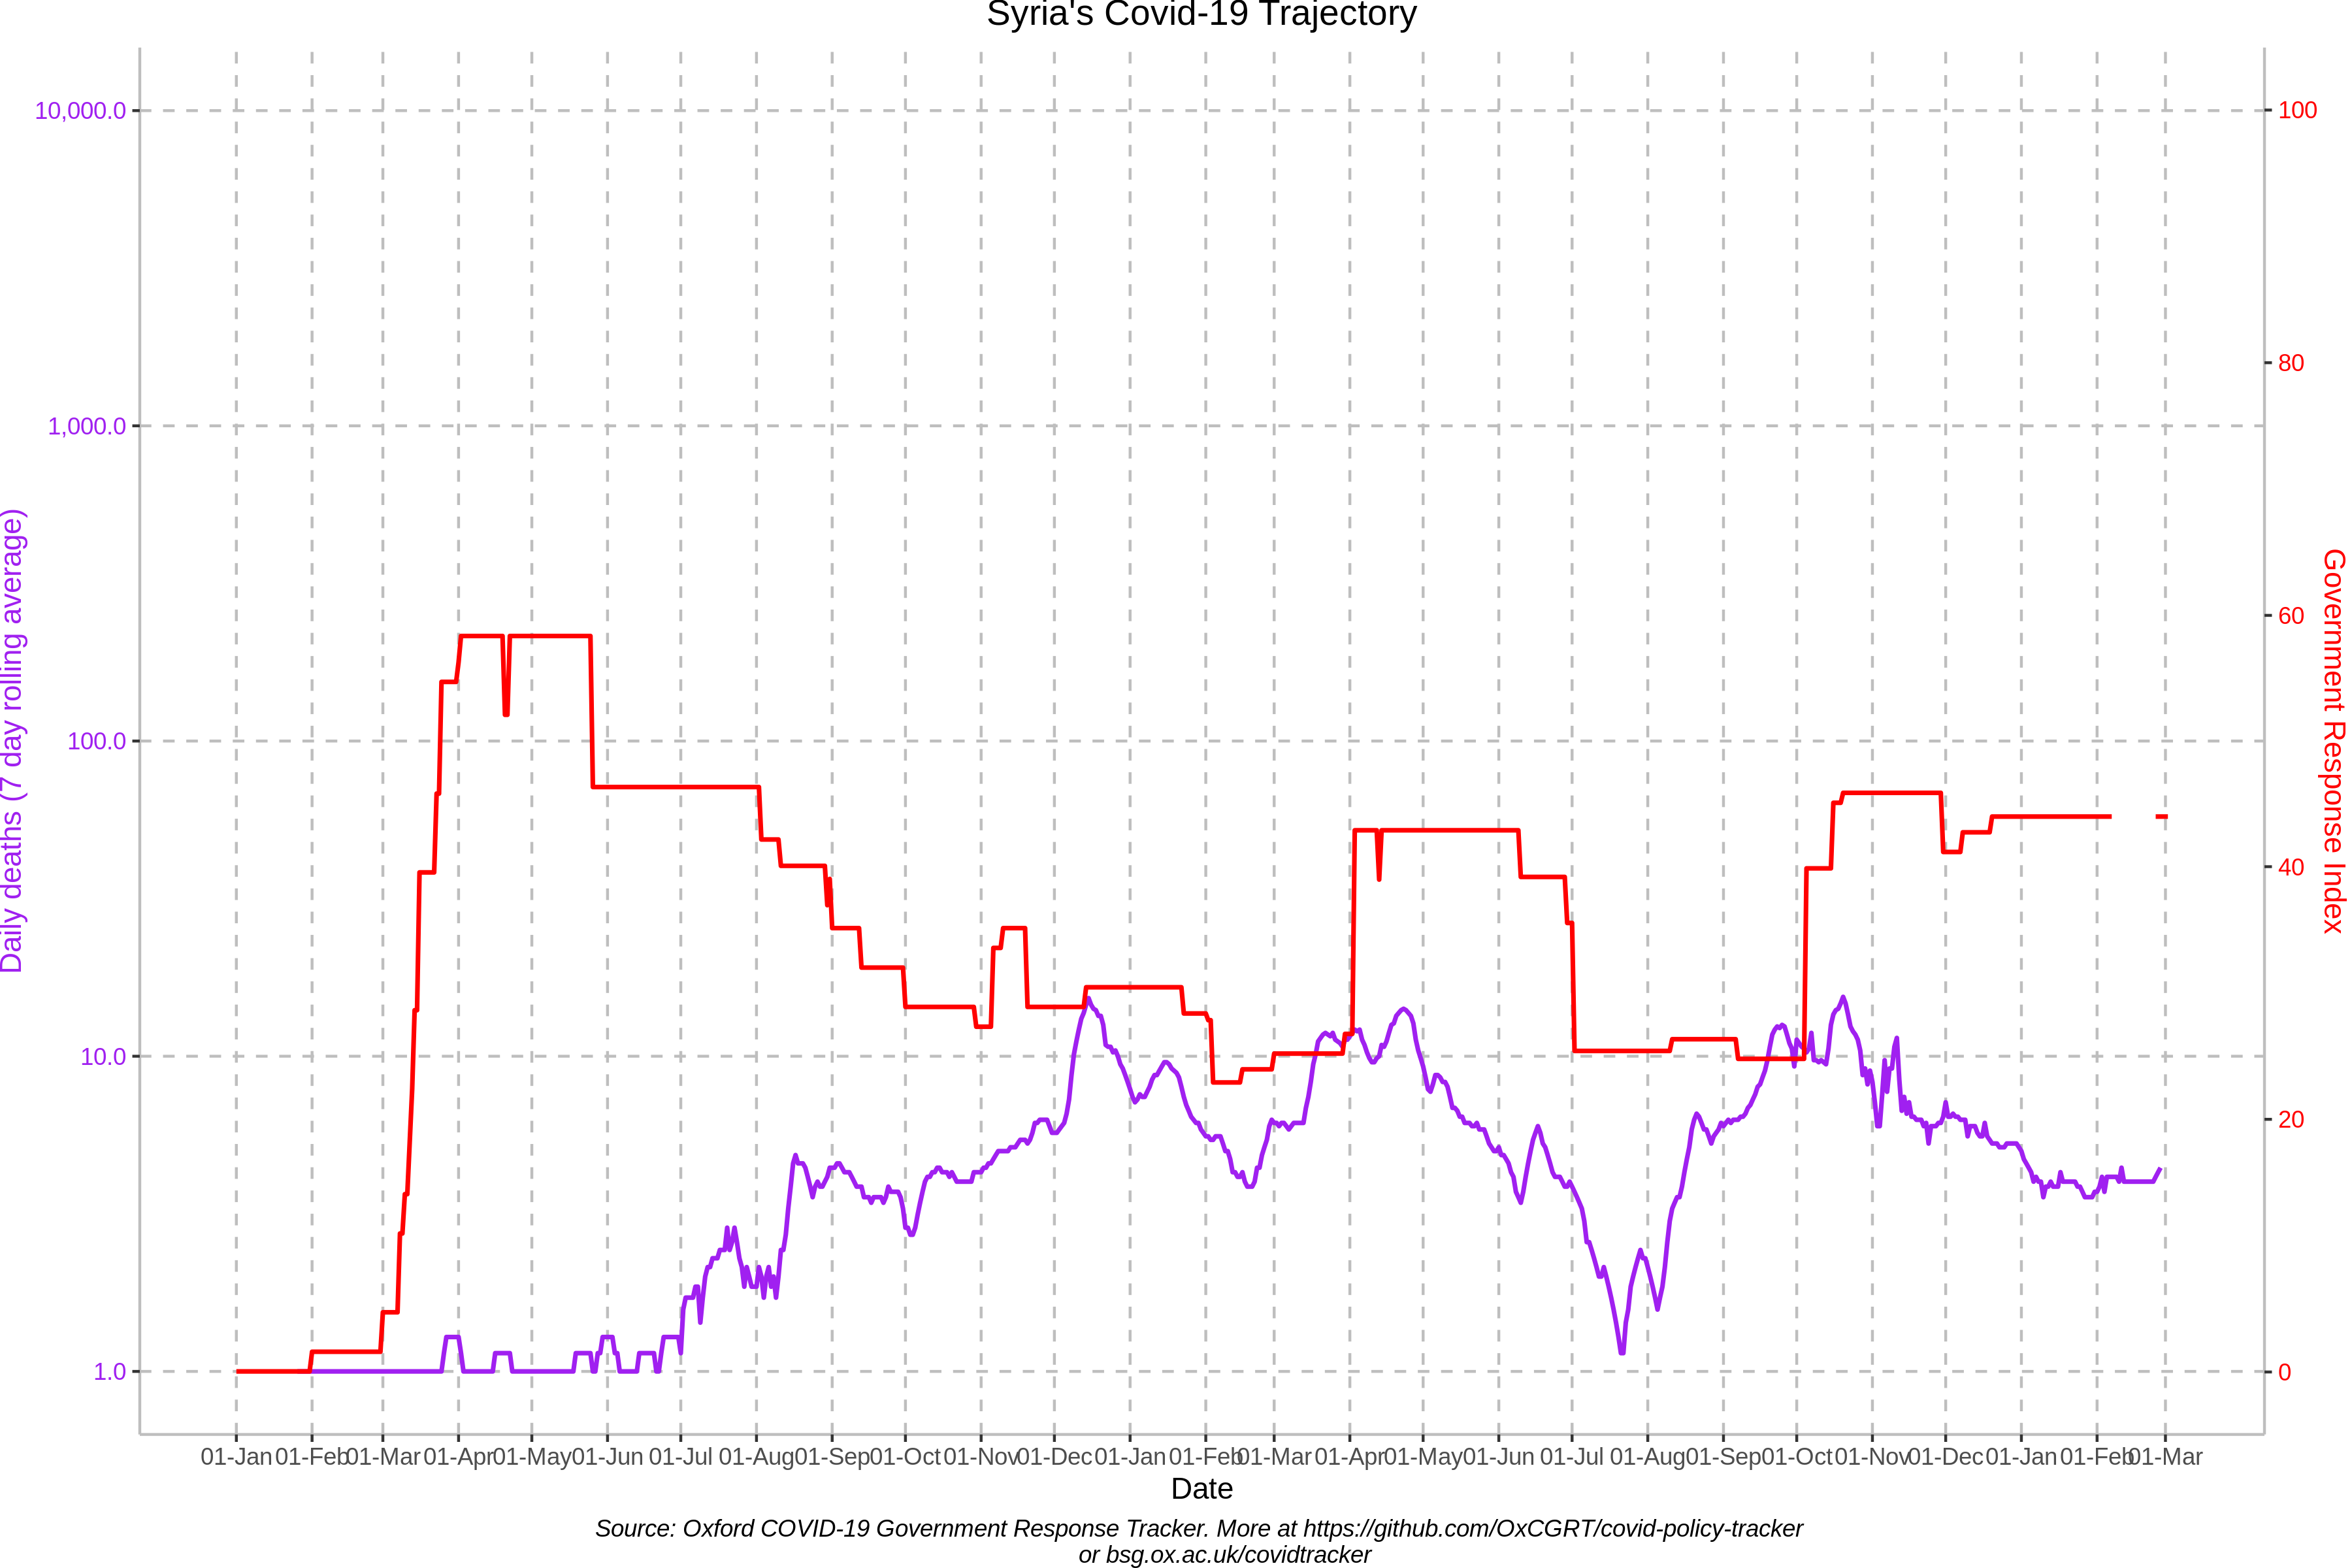 Syria's Covid-19 Trajectory
10,000.0
1,000.0
100.0
10.0
1.0
Daily deaths (7 day rolling average)
100
80
60
40
20
0
Government Response Index
01-Jan 01-Feb 01-Mar 01-Apr 01-May 01-Jun 01-Jul 01-Aug 01-Sep 01-Oct 01-Nov 01-Dec 01-Jan 01-Feb 01-Mar 01-Apr 01-May 01-Jun 01-Jul 01-Aug 01-Sep 01-Oct 01-Nov 01-Dec 01-Jan 01-Feb 01-Mar
Date
Source: Oxford COVID-19 Government Response Tracker. More at https://github.com/OxCGRT/covid-policy-tracker
or bsg.ox.ac.uk/covidtracker